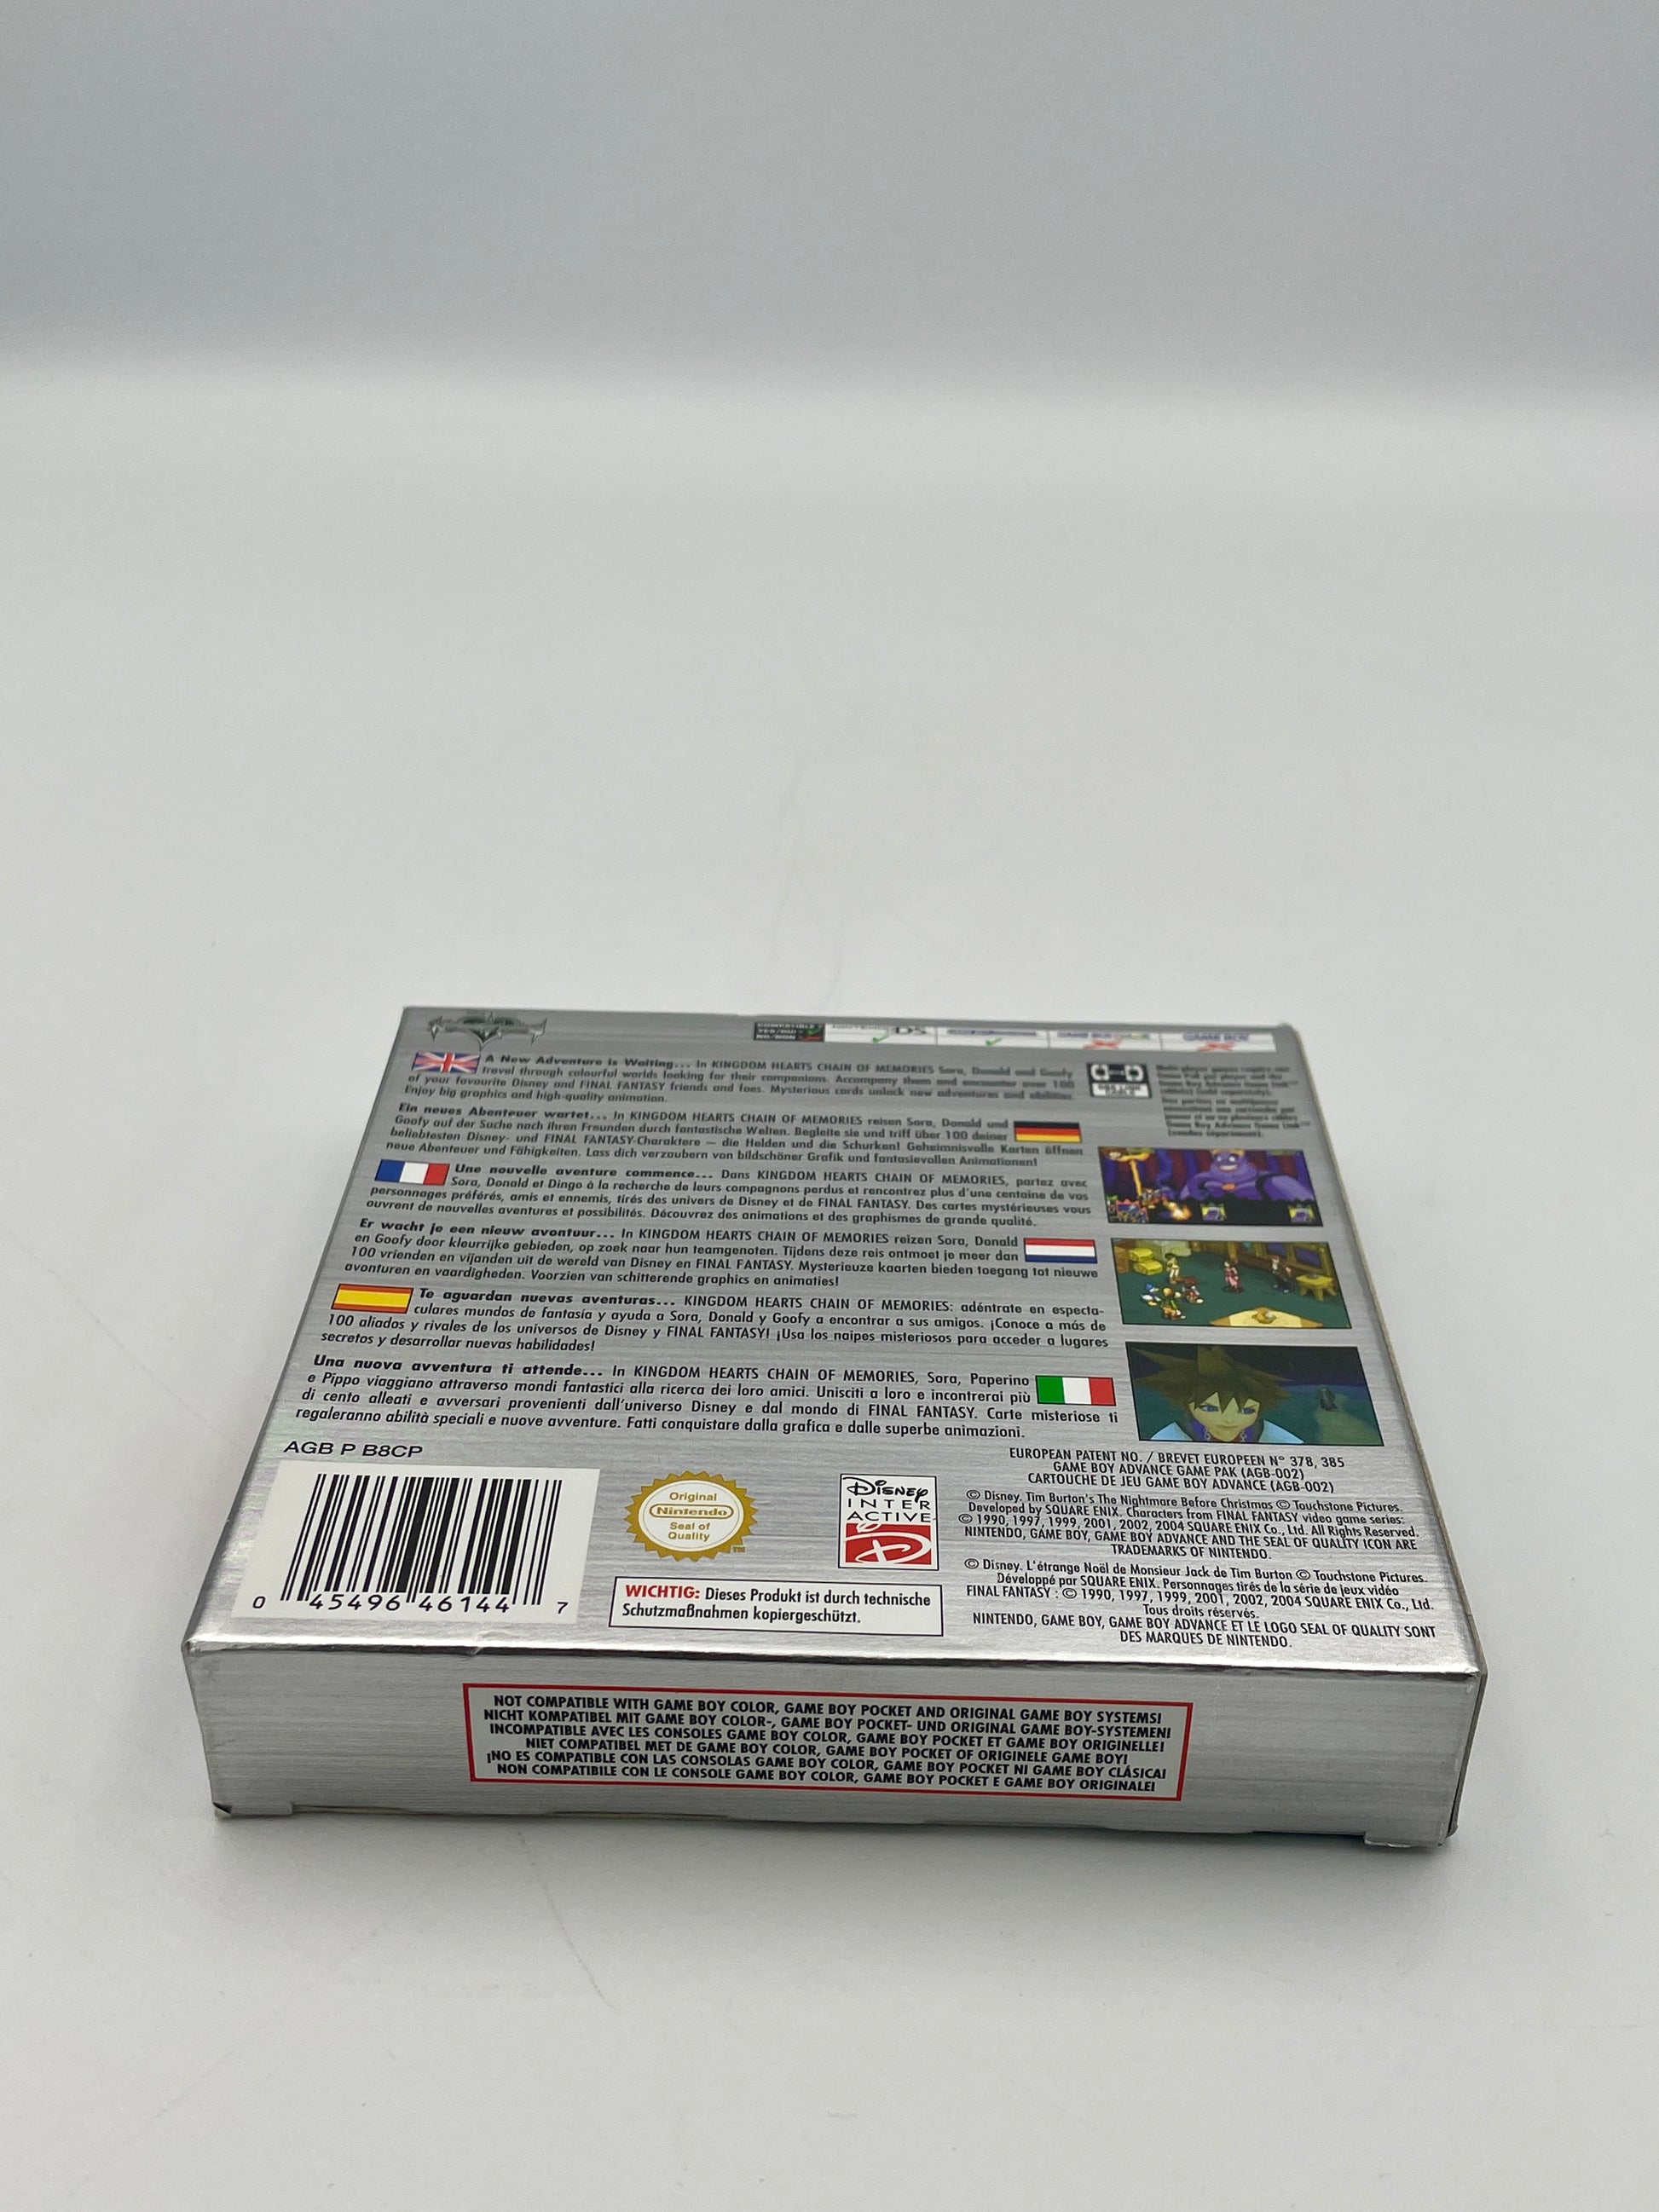 COMPATIBLE?
YES/OUI
NO/NON
DS
A New Adventure is Waiting... In KINGDOM HEARTS CHAIN OF MEMORIES Sora, Donald and Goofy
travel through colourful worlds looking for their companions. Accompany them and encounter over 100
of your favourite Disney and FINAL FANTASY friends and foes. Mysterious cards unlock new adventures and abilities.
Enjoy big graphics and high-quality animation.
Ein neues Abenteuer wartet... In KINGDOM HEARTS CHAIN OF MEMORIES reisen Sora, Donald und
Goofy auf der Suche nach ihren Freunden durch fantastische Welten. Begleite sie und triff über 100 deiner
beliebtesten Disney- und FINAL FANTASY-Charaktere – die Helden und die Schurken! Geheimnisvolle Karten öffnen
neue Abenteuer und Fähigkeiten. Lass dich verzaubern von bildschöner Grafik und fantasievollen Animationen!
Une nouvelle aventure commence... Dans KINGDOM HEARTS CHAIN OF MEMORIES, partez avec
Sora, Donald et Dingo à la recherche de leurs compagnons perdus et rencontrez plus d'une centaine de vos
personnages préférés, amis et ennemis, tirés des univers de Disney et de FINAL FANTASY. Des cartes mystérieuses vous
ouvrent de nouvelles aventures et possibilités. Découvrez des animations et des graphismes de grande qualité.
Er wacht je een nieuw avontuur... In KINGDOM HEARTS CHAIN OF MEMORIES reizen Sora, Donald
en Goofy door kleurrijke gebieden, op zoek naar hun teamgenoten. Tijdens deze reis ontmoet je meer dan
100 vrienden en vijanden uit de wereld van Disney en FINAL FANTASY. Mysterieuze kaarten bieden toegang tot nieuwe
avonturen en vaardigheden. Voorzien van schitterende graphics en animaties!
Te aguardan nuevas aventuras... KINGDOM HEARTS CHAIN OF MEMORIES: adéntrate en especta-
culares mundos de fantasía y ayuda a Sora, Donald y Goofy a encontrar a sus amigos. ¡Conoce a más de
100 aliados y rivales de los universos de Disney y FINAL FANTASY! ¡Usa los naipes misteriosos para acceder a lugares
secretos y desarrollar nuevas habilidades!
Una nuova avventura ti attende... In KINGDOM HEARTS CHAIN OF MEMORIES, Sora, Paperino
e Pippo viaggiano attraverso mondi fantastici alla ricerca dei loro amici. Unisciti a loro e incontrerai più
di cento alleati e avversari provenienti dall'universo Disney e dal mondo di FINAL FANTASY. Carte misteriose ti
regaleranno abilità speciali e nuove avventure. Fatti conquistare dalla grafica e dalle superbe animazioni.
AGB P B8CP
0 45496 46144 7
Original
Nintendo
Seal of
Quality
TM
Disney
INTER
ACTIVE
WICHTIG: Dieses Produkt ist durch technische
Schutzmaßnahmen kopiergeschützt.
EUROPEAN PATENT NO. / BREVET EUROPEEN N° 378, 385
GAME BOY ADVANCE GAME PAK (AGB-002)
CARTOUCHE DE JEU GAME BOY ADVANCE (AGB-002)
© Disney. Tim Burton's The Nightmare Before Christmas © Touchstone Pictures.
Developed by SQUARE ENIX. Characters from FINAL FANTASY video game series:
© 1990, 1997, 1999, 2001, 2002, 2004 SQUARE ENIX Co., Ltd. All Rights Reserved.
NINTENDO, GAME BOY, GAME BOY ADVANCE AND THE SEAL OF QUALITY ICON ARE
TRADEMARKS OF NINTENDO.
© Disney. L'étrange Noël de Monsieur Jack de Tim Burton © Touchstone Pictures.
Développé par SQUARE ENIX. Personnages tirés de la série de jeux vidéo
FINAL FANTASY : © 1990, 1997, 1999, 2001, 2002, 2004 SQUARE ENIX Co., Ltd.
Tous droits réservés.
NINTENDO, GAME BOY, GAME BOY ADVANCE ET LE LOGO SEAL OF QUALITY SONT
DES MARQUES DE NINTENDO.
NOT COMPATIBLE WITH GAME BOY COLOR, GAME BOY POCKET AND ORIGINAL GAME BOY SYSTEMS!
NICHT KOMPATIBEL MIT GAME BOY COLOR-, GAME BOY POCKET- UND ORIGINAL GAME BOY-SYSTEMEN!
INCOMPATIBLE AVEC LES CONSOLES GAME BOY COLOR, GAME BOY POCKET ET GAME BOY ORIGINELLE!
NIET COMPATIBEL MET DE GAME BOY COLOR, GAME BOY POCKET OF ORIGINELE GAME BOY!
¡NO ES COMPATIBLE CON LAS CONSOLAS GAME BOY COLOR, GAME BOY POCKET NI GAME BOY CLÁSICA!
NON COMPATIBILE CON LE CONSOLE GAME BOY COLOR, GAME BOY POCKET E GAME BOY ORIGINALE!